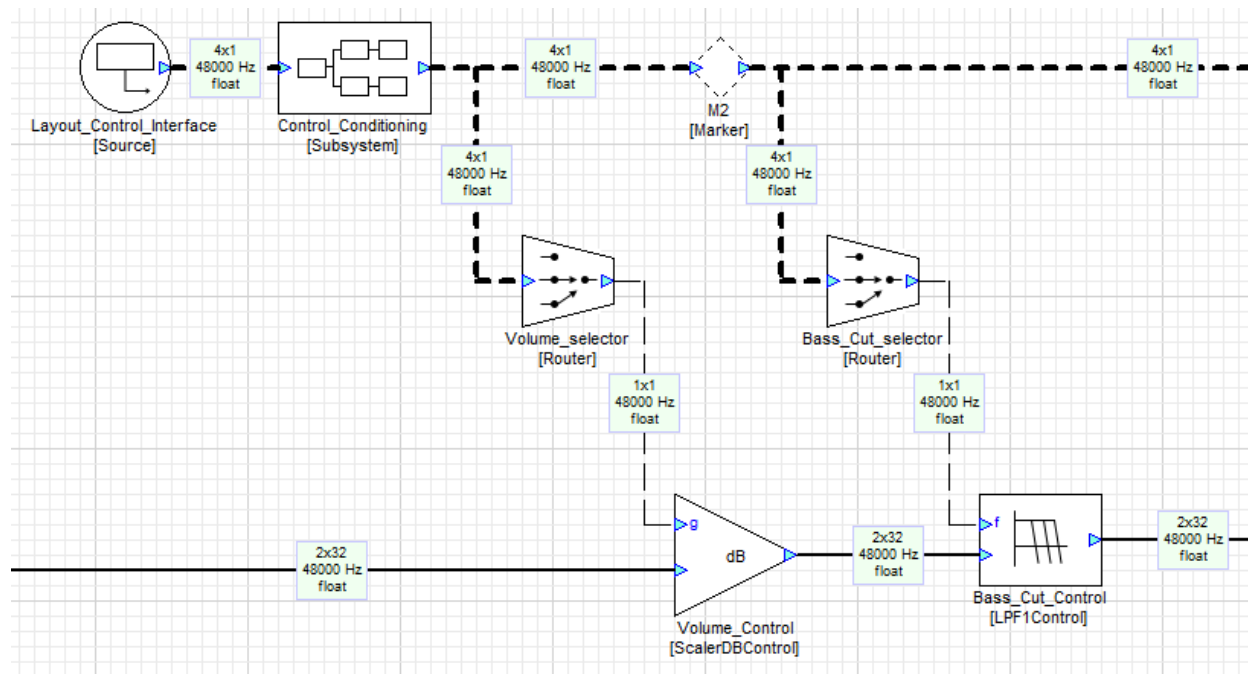 4x1
48000 Hz
float
4x1
48000 Hz
float
4x1
48000 Hz
float
Layout_Control_Interface
[Source]
Control_Conditioning
[Subsystem]
M2
[Marker]
4x1
48000 Hz
float
4x1
48000 Hz
float
Volume_selector
[Router]
Bass_Cut_selector
[Router]
1x1
48000 Hz
float
1x1
48000 Hz
float
g
f
dB
2x32
48000 Hz
float
2x32
48000 Hz
float
2x32
48000 Hz
float
Volume_Control
[ScalerDBControl]
Bass_Cut_Control
[LPF1Control]